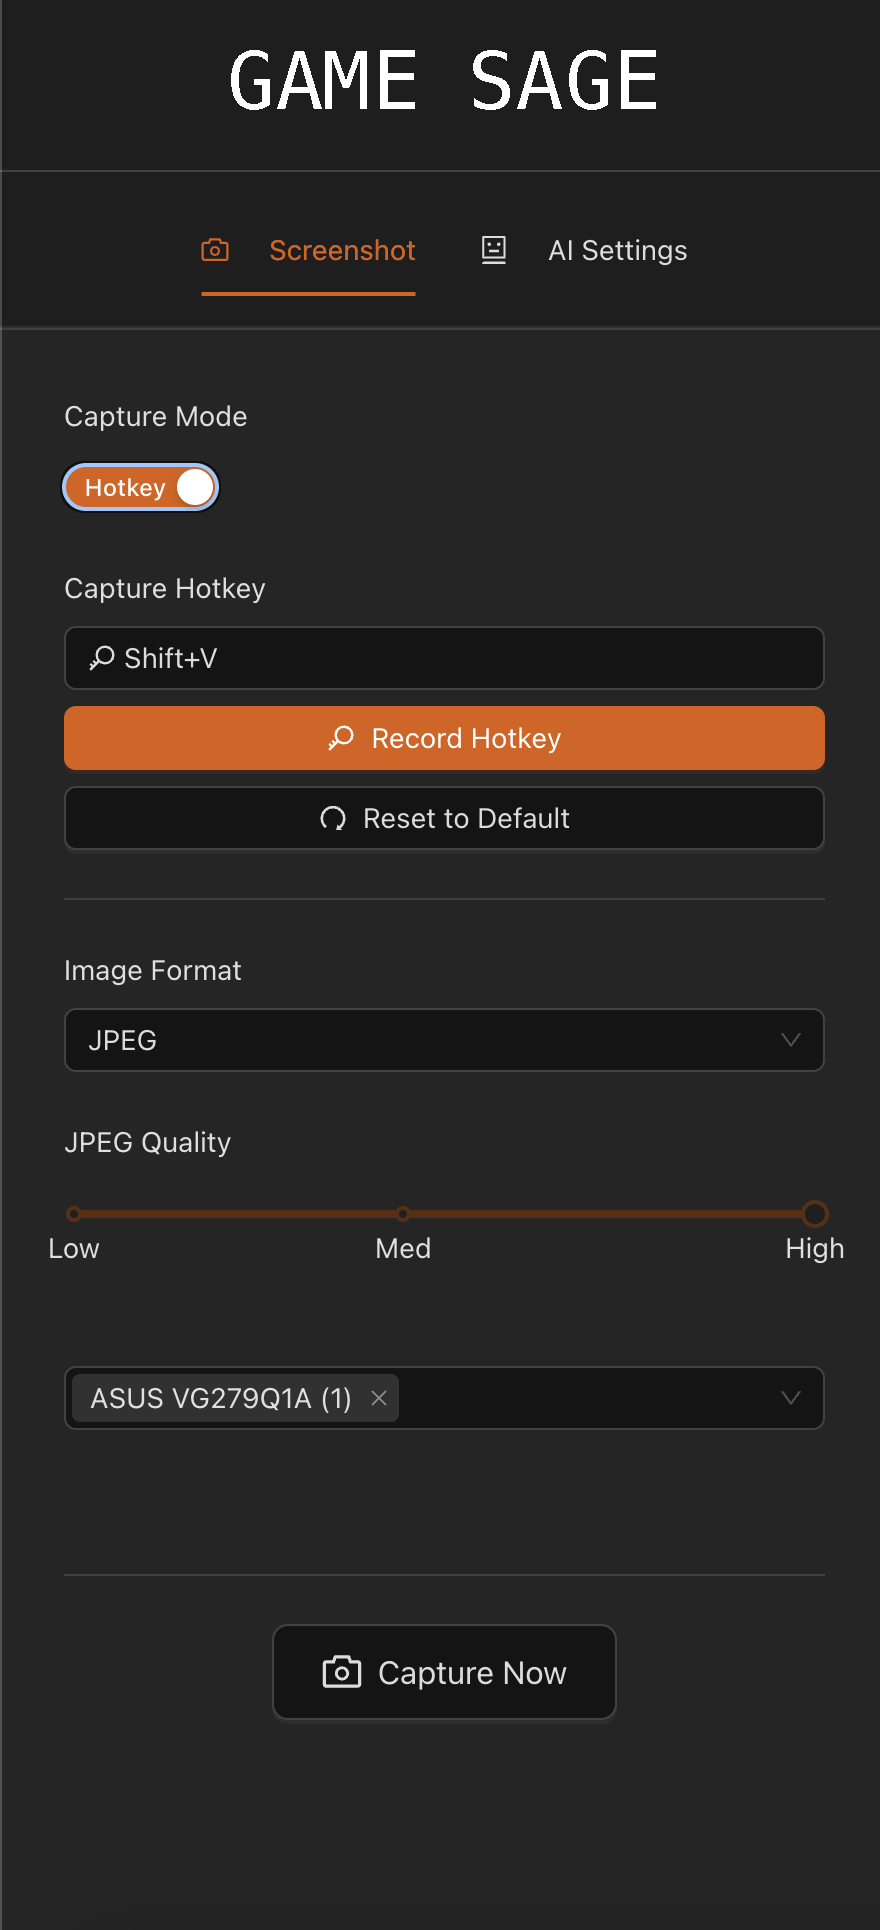 GAME SAGE
Screenshot
AI Settings
Capture Mode
Hotkey
Capture Hotkey
Shift+V
Record Hotkey
Reset to Default
Image Format
JPEG
JPEG Quality
Low Med High
ASUS VG279Q1A (1)
Capture Now